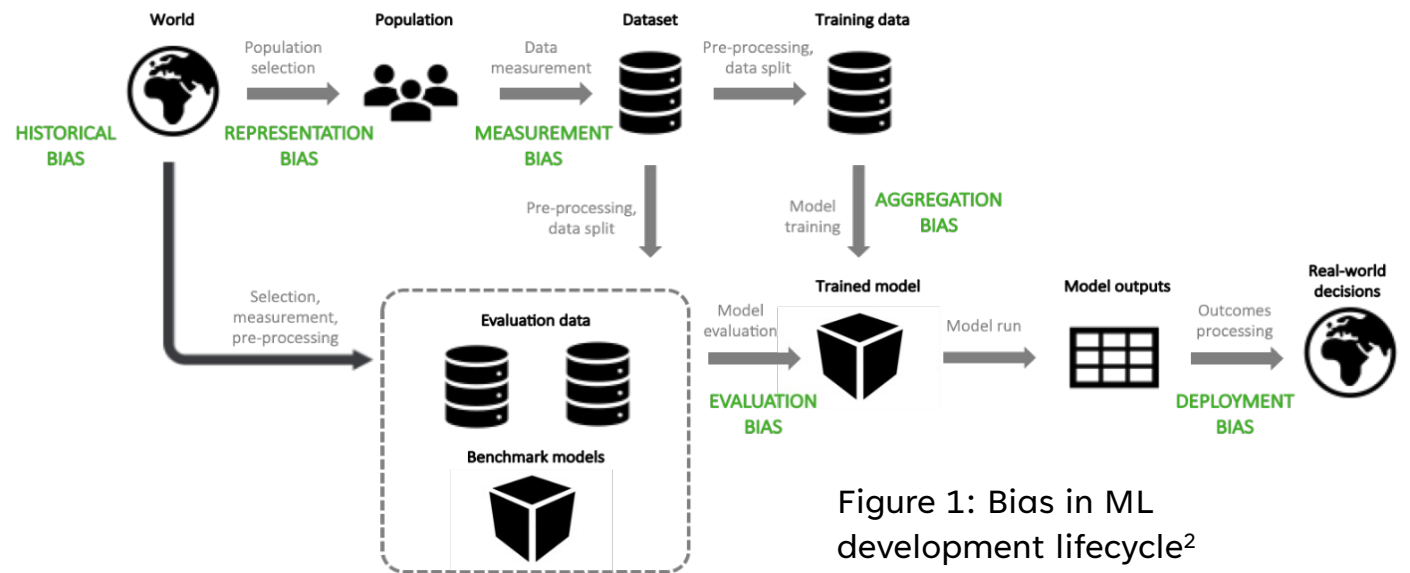 World
Population
Dataset
Training data
Population
selection
Data
measurement
Pre-processing,
data split
HISTORICAL
BIAS
REPRESENTATION
BIAS
MEASUREMENT
BIAS
Pre-processing,
data split
Model
training
AGGREGATION
BIAS
Selection,
measurement,
pre-processing
Evaluation data
Benchmark models
Model
evaluation
EVALUATION
BIAS
Trained model
Model run
Model outputs
Outcomes
processing
DEPLOYMENT
BIAS
Real-world
decisions
Figure 1: Bias in ML
development lifecycle²